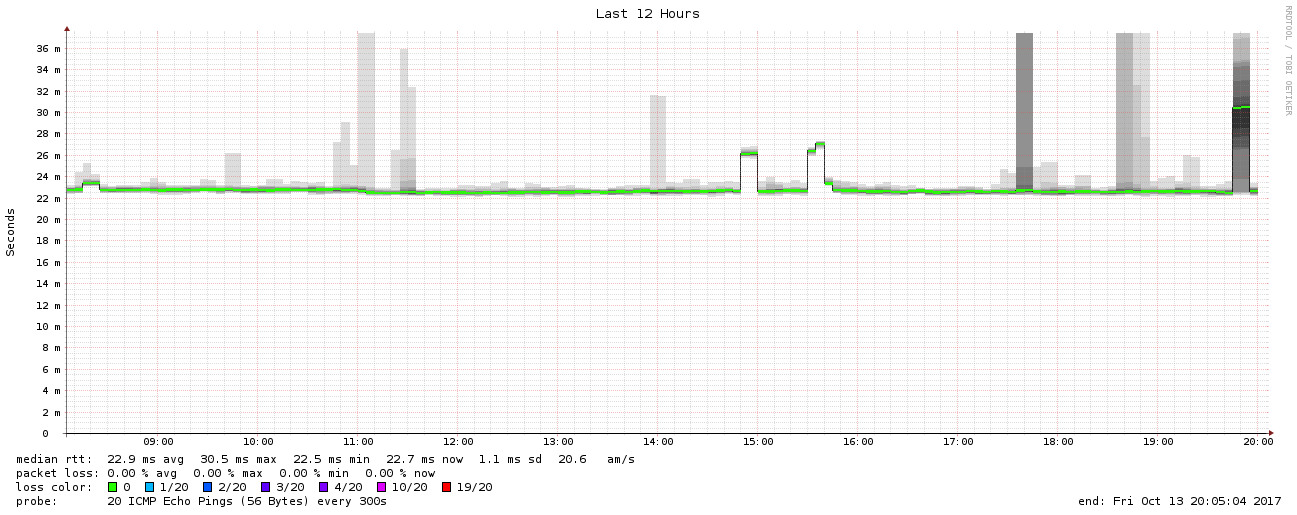 Last 12 Hours
RRDTOOL / TOBI OETIKER
Seconds
36 m
34 m
32 m
30 m
28 m
26 m
24 m
22 m
20 m
18 m
16 m
14 m
12 m
10 m
8 m
6 m
4 m
2 m
0
09:00 10:00 11:00 12:00 13:00 14:00 15:00 16:00 17:00 18:00 19:00 20:00
median rtt: 22.9 ms avg 30.5 ms max 22.5 ms min 22.7 ms now 1.1 ms sd 20.6 am/s
packet loss: 0.00 % avg 0.00 % max 0.00 % min 0.00 % now
loss color: 0 1/20 2/20 3/20 4/20 10/20 19/20
probe: 20 ICMP Echo Pings (56 Bytes) every 300s end: Fri Oct 13 20:05:04 2017